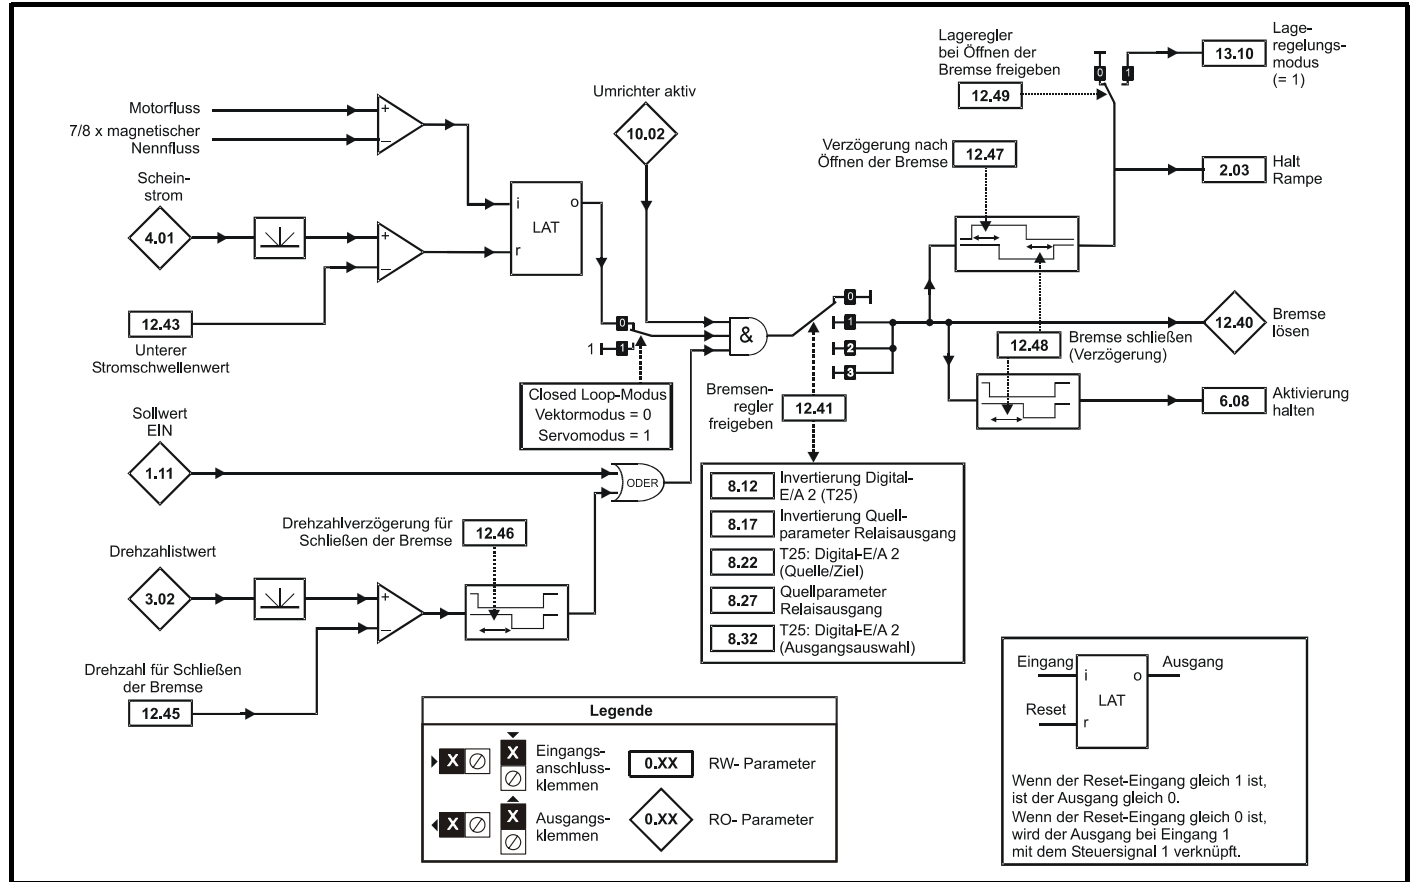 Lageregler
bei Öffnen der
Bremse freigeben
12.49
0
1
13.10
Lage-
regelungs-
modus
(= 1)
Motorfluss
7/8 x magnetischer
Nennfluss
+
–
Umrichter aktiv
10.02
Verzögerung nach
Öffnen der Bremse
12.47
2.03
Halt
Rampe
Schein-
strom
4.01
+
–
i
o
LAT
r
12.43
Unterer
Stromschwellenwert
0
1
1
&
0
1
2
3
12.40
Bremse
lösen
12.48
Bremse schließen
(Verzögerung)
Closed Loop-Modus
Vektormodus = 0
Servomodus = 1
Bremsen-
regler
freigeben
12.41
6.08
Aktivierung
halten
Sollwert
EIN
1.11
ODER
8.12
Invertierung Digital-
E/A 2 (T25)
8.17
Invertierung Quell-
parameter Relaisausgang
8.22
T25: Digital-E/A 2
(Quelle/Ziel)
8.27
Quellparameter
Relaisausgang
8.32
T25: Digital-E/A 2
(Ausgangsauswahl)
Drehzahlverzögerung für
Schließen der Bremse
12.46
Drehzahlistwert
3.02
+
–
Drehzahl für Schließen
der Bremse
12.45
Legende
X
X
Eingangs-
anschluss-
klemmen
0.XX
RW- Parameter
X
X
Ausgangs-
klemmen
0.XX
RO- Parameter
Eingang
i
o
Ausgang
LAT
Reset
r
Wenn der Reset-Eingang gleich 1 ist,
ist der Ausgang gleich 0.
Wenn der Reset-Eingang gleich 0 ist,
wird der Ausgang bei Eingang 1
mit dem Steuersignal 1 verknüpft.